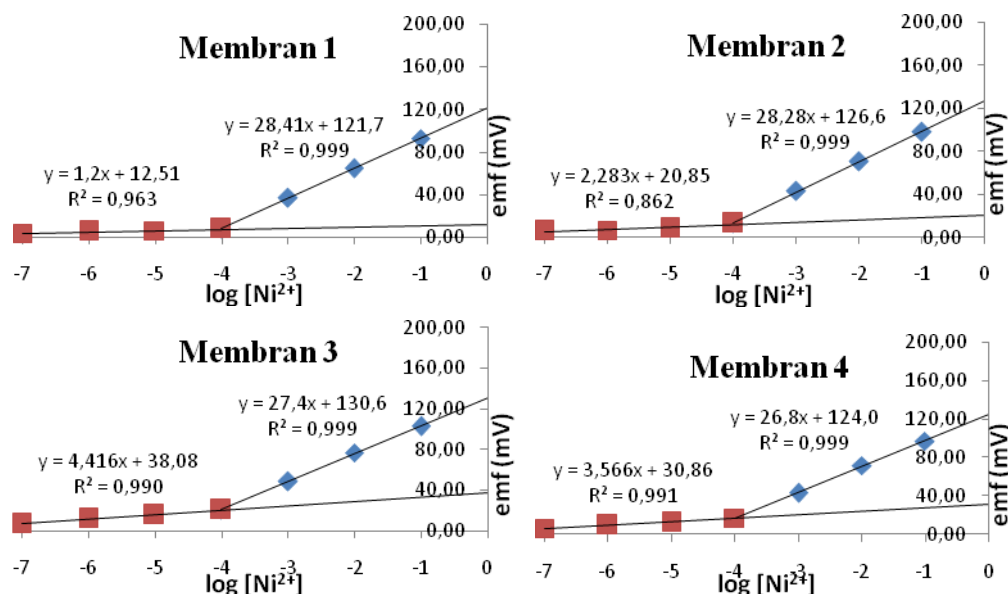 Membran 1
200,00
160,00
120,00
80,00
40,00
0,00
y = 28,41x + 121,7
R² = 0,999
y = 1,2x + 12,51
R² = 0,963
emf (mV)
-7 -6 -5 -4 -3 -2 -1 0
log [Ni²⁺]
Membran 2
200,00
160,00
120,00
80,00
40,00
0,00
y = 28,28x + 126,6
R² = 0,999
y = 2,283x + 20,85
R² = 0,862
emf (mV)
-7 -6 -5 -4 -3 -2 -1 0
log [Ni²⁺]
Membran 3
200,00
160,00
120,00
80,00
40,00
0,00
y = 27,4x + 130,6
R² = 0,999
y = 4,416x + 38,08
R² = 0,990
emf (mV)
-7 -6 -5 -4 -3 -2 -1 0
log [Ni²⁺]
Membran 4
200,00
160,00
120,00
80,00
40,00
0,00
y = 26,8x + 124,0
R² = 0,999
y = 3,566x + 30,86
R² = 0,991
emf (mV)
-7 -6 -5 -4 -3 -2 -1 0
log [Ni²⁺]